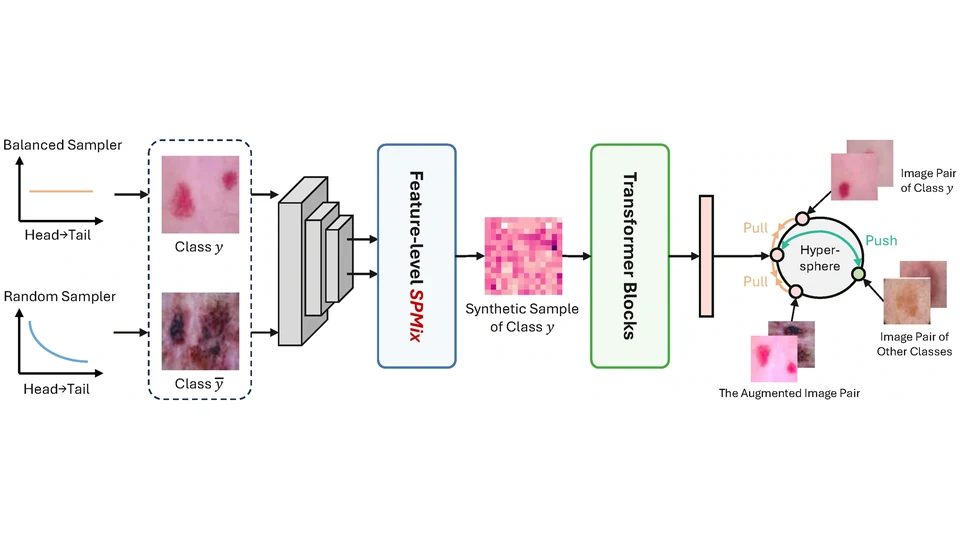 Balanced Sampler
Head→Tail
Class y
Random Sampler
Head→Tail
Class y̅
Feature-level SPMix
Synthetic Sample
of Class y
Transformer Blocks
Pull
Pull
Hyper-
sphere
Push
Image Pair
of Class y
Image Pair of
Other Classes
The Augmented Image Pair